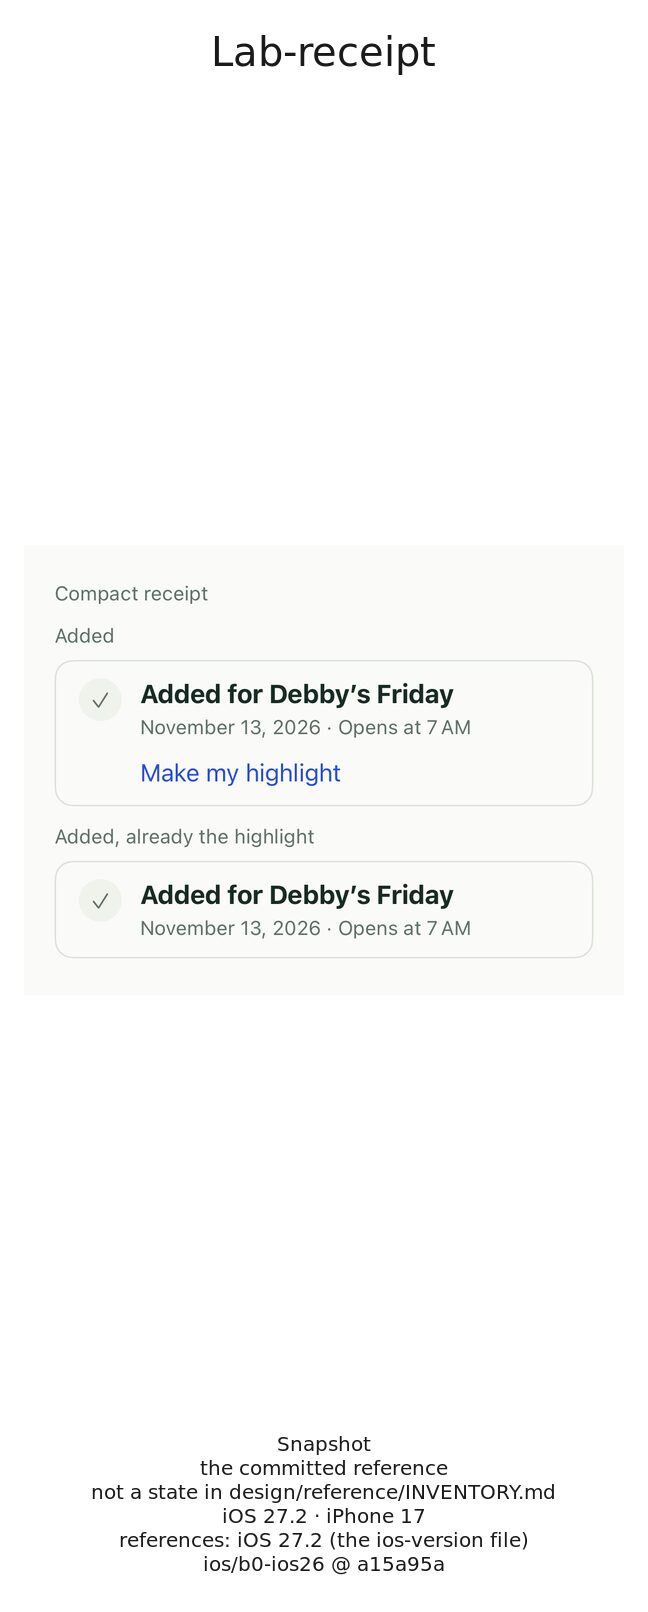 Lab-receipt
Compact receipt
Added
Added for Debby’s Friday
November 13, 2026 · Opens at 7 AM
Make my highlight
Added, already the highlight
Added for Debby’s Friday
November 13, 2026 · Opens at 7 AM
Snapshot
the committed reference
not a state in design/reference/INVENTORY.md
iOS 27.2 · iPhone 17
references: iOS 27.2 (the ios-version file)
ios/b0-ios26 @ a15a95a